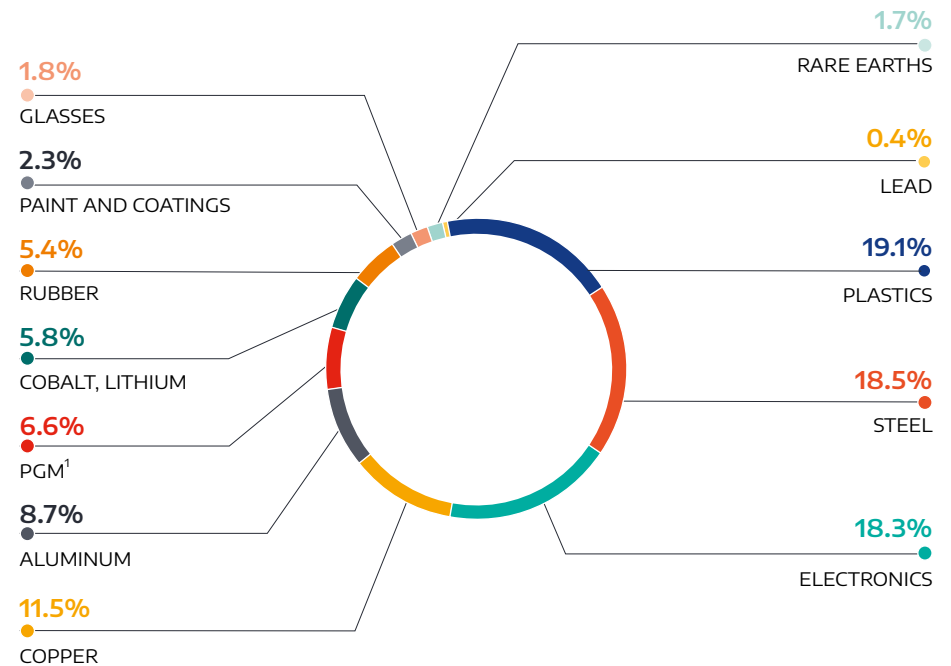 1.8%
GLASSES
2.3%
PAINT AND COATINGS
5.4%
RUBBER
5.8%
COBALT, LITHIUM
6.6%
PGM¹
8.7%
ALUMINUM
11.5%
COPPER
1.7%
RARE EARTHS
0.4%
LEAD
19.1%
PLASTICS
18.5%
STEEL
18.3%
ELECTRONICS